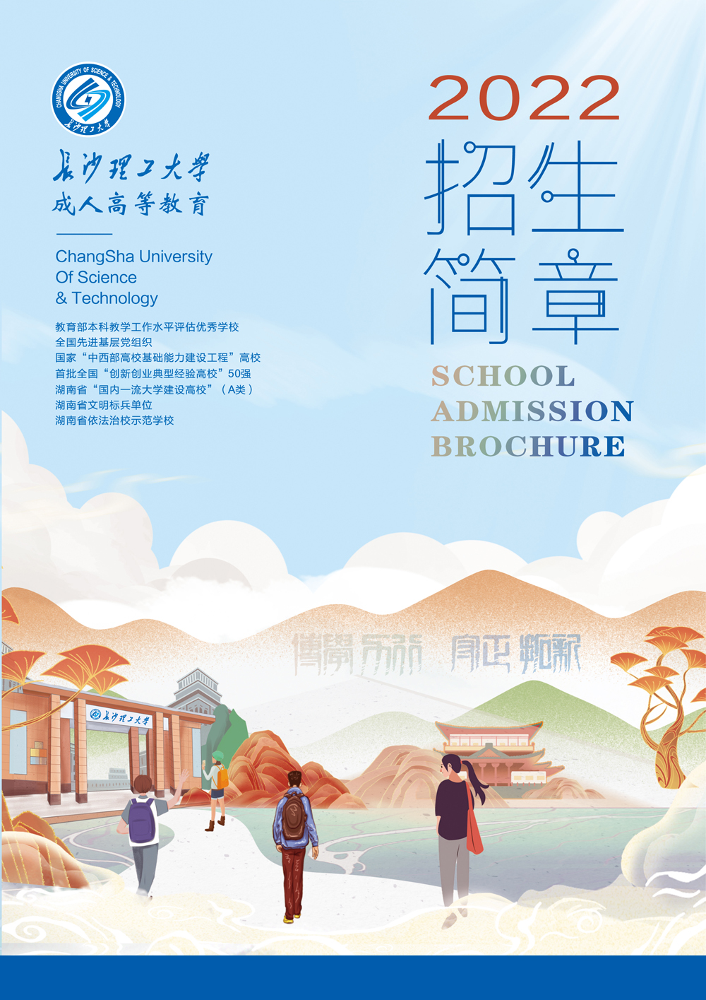 CHANGSHA UNIVERSITY OF SCIENCE & TECHNOLOGY
长沙理工大学
長沙理工大學
成人高等教育
ChangSha University
Of Science
& Technology
教育部本科教学工作水平评估优秀学校
全国先进基层党组织
国家“中西部高校基础能力建设工程”高校
首批全国“创新创业典型经验高校”50强
湖南省“国内一流大学建设高校”（A类）
湖南省文明标兵单位
湖南省依法治校示范学校
2022
招生
简章
SCHOOL
ADMISSION
BROCHURE
博學 力行 守正 拓新
長沙理工大學